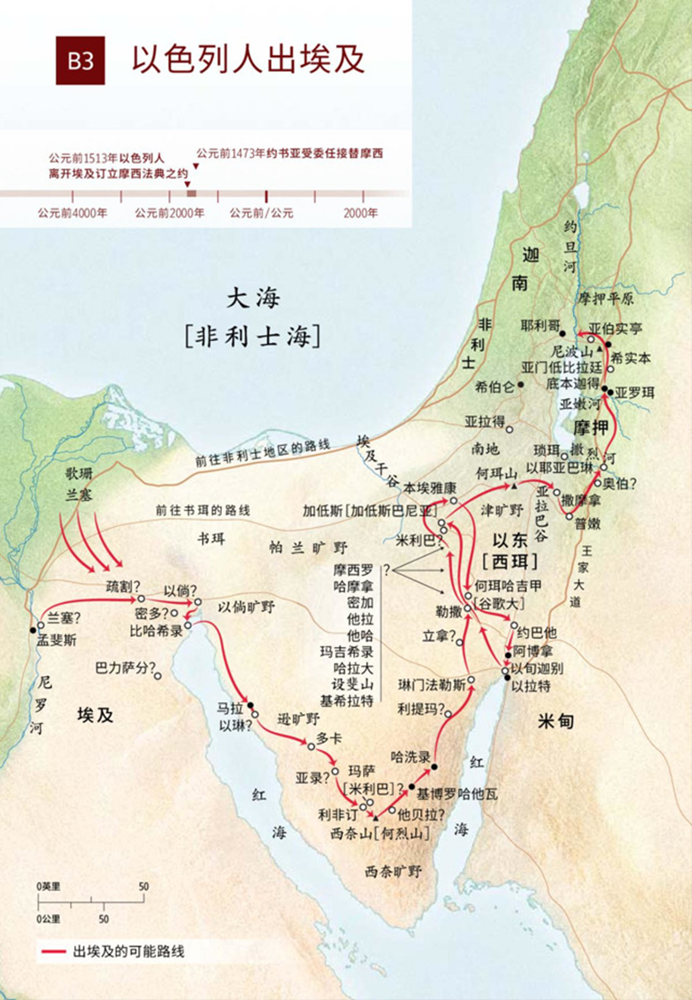 B3
以色列人出埃及
公元前1513年以色列人
离开埃及订立摩西法典之约
公元前1473年约书亚受委任接替摩西
公元前4000年
公元前2000年
公元前/公元
2000年
大海
[非利士海]
约旦河
迦南
摩押平原
非利士
耶利哥
亚伯实亭
尼波山
希实本
亚门低比拉廷
底本迦得
希伯仑
亚罗珥
亚嫩河
亚拉得
摩押
南地
琐珥
撒烈河
以耶亚巴琳
奥伯?
前往非利士地区的路线
埃及干谷
歌珊
兰塞
何珥山
本埃雅康
亚拉巴谷
撒摩拿
前往书珥的路线
加低斯[加低斯巴尼亚]
津旷野
普嫩
书珥
帕兰旷野
米利巴?
以东
[西珥]
王家大道
摩西罗
?
哈摩拿
密加
他拉
他哈
玛吉希录
哈拉大
设斐山
基希拉特
疏割?
以倘?
以倘旷野
何珥哈吉甲
[谷歌大]
勒撒
兰塞?
密多?
比哈希录
孟斐斯
立拿?
约巴他
阿博拿
以旬迦别
以拉特
巴力萨分?
尼罗河
埃及
琳门法勒斯
马拉
以琳?
汛旷野
利提玛?
米甸
多卡
哈洗录
亚录?
玛萨
[米利巴]?
基博罗哈他瓦
利非订
他贝拉?
西奈山[何烈山]
红海
红海
西奈旷野
0英里
50
0公里
50
出埃及的可能路线